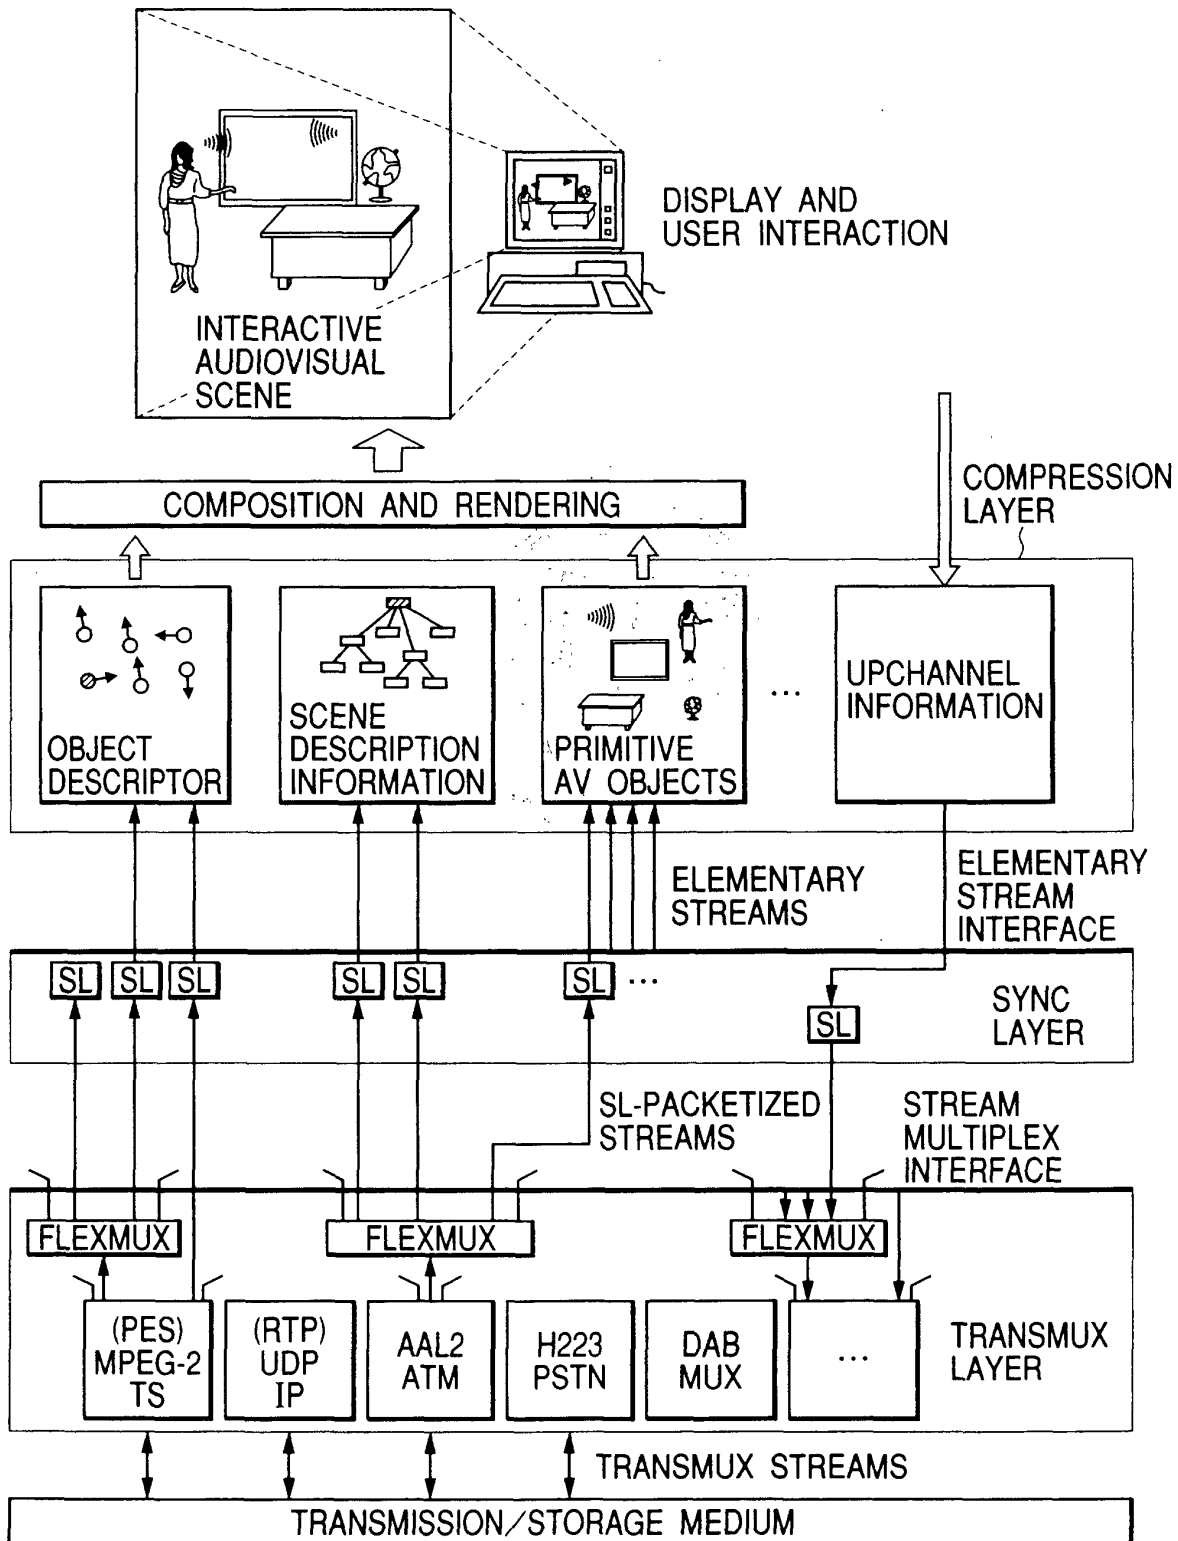 DISPLAY AND
USER INTERACTION
INTERACTIVE
AUDIOVISUAL
SCENE
COMPRESSION
LAYER
COMPOSITION AND RENDERING
OBJECT
DESCRIPTOR
SCENE
DESCRIPTION
INFORMATION
PRIMITIVE
AV OBJECTS
...
UPCHANNEL
INFORMATION
ELEMENTARY
STREAMS
ELEMENTARY
STREAM
INTERFACE
SL
SL
SL
SL
SL
SL
...
SL
SYNC
LAYER
SL-PACKETIZED
STREAMS
STREAM
MULTIPLEX
INTERFACE
FLEXMUX
FLEXMUX
FLEXMUX
(PES)
MPEG-2
TS
(RTP)
UDP
IP
AAL2
ATM
H223
PSTN
DAB
MUX
...
TRANSMUX
LAYER
TRANSMUX STREAMS
TRANSMISSION/STORAGE MEDIUM